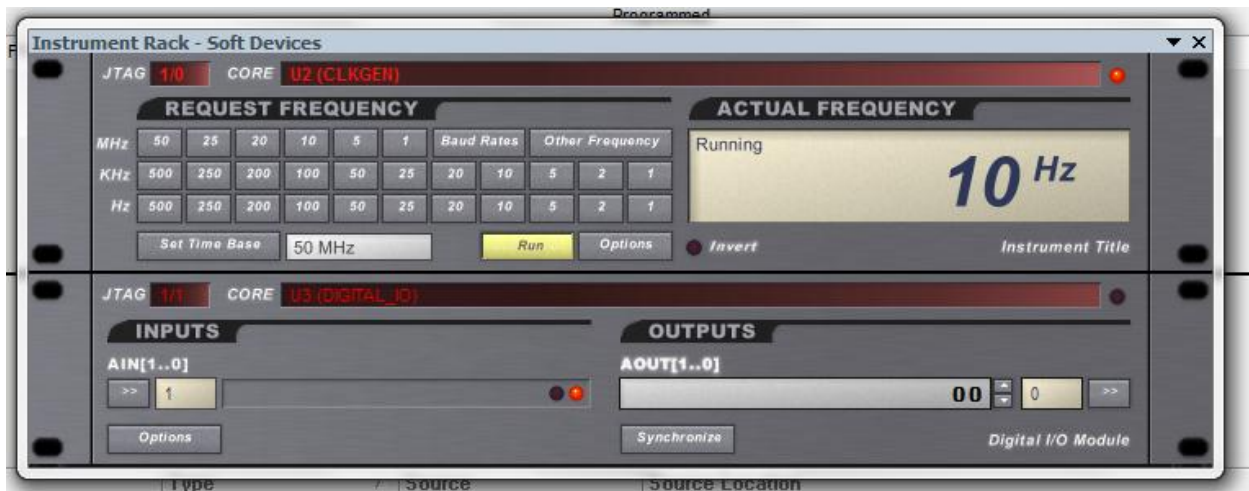 Programmed
Instrument Rack - Soft Devices
JTAG 1/0 CORE U2 (CLKGEN)
REQUEST FREQUENCY
ACTUAL FREQUENCY
MHz 50 25 20 10 5 1 Baud Rates Other Frequency
KHz 500 250 200 100 50 25 20 10 5 2 1
Hz 500 250 200 100 50 25 20 10 5 2 1
Running
10 Hz
Set Time Base 50 MHz Run Options
Invert Instrument Title
JTAG 1/1 CORE U3 (DIGITAL_IO)
INPUTS OUTPUTS
AIN[1..0] AOUT[1..0]
>> 1 00 0 >>
Options Synchronize Digital I/O Module
Type / Source Source Location